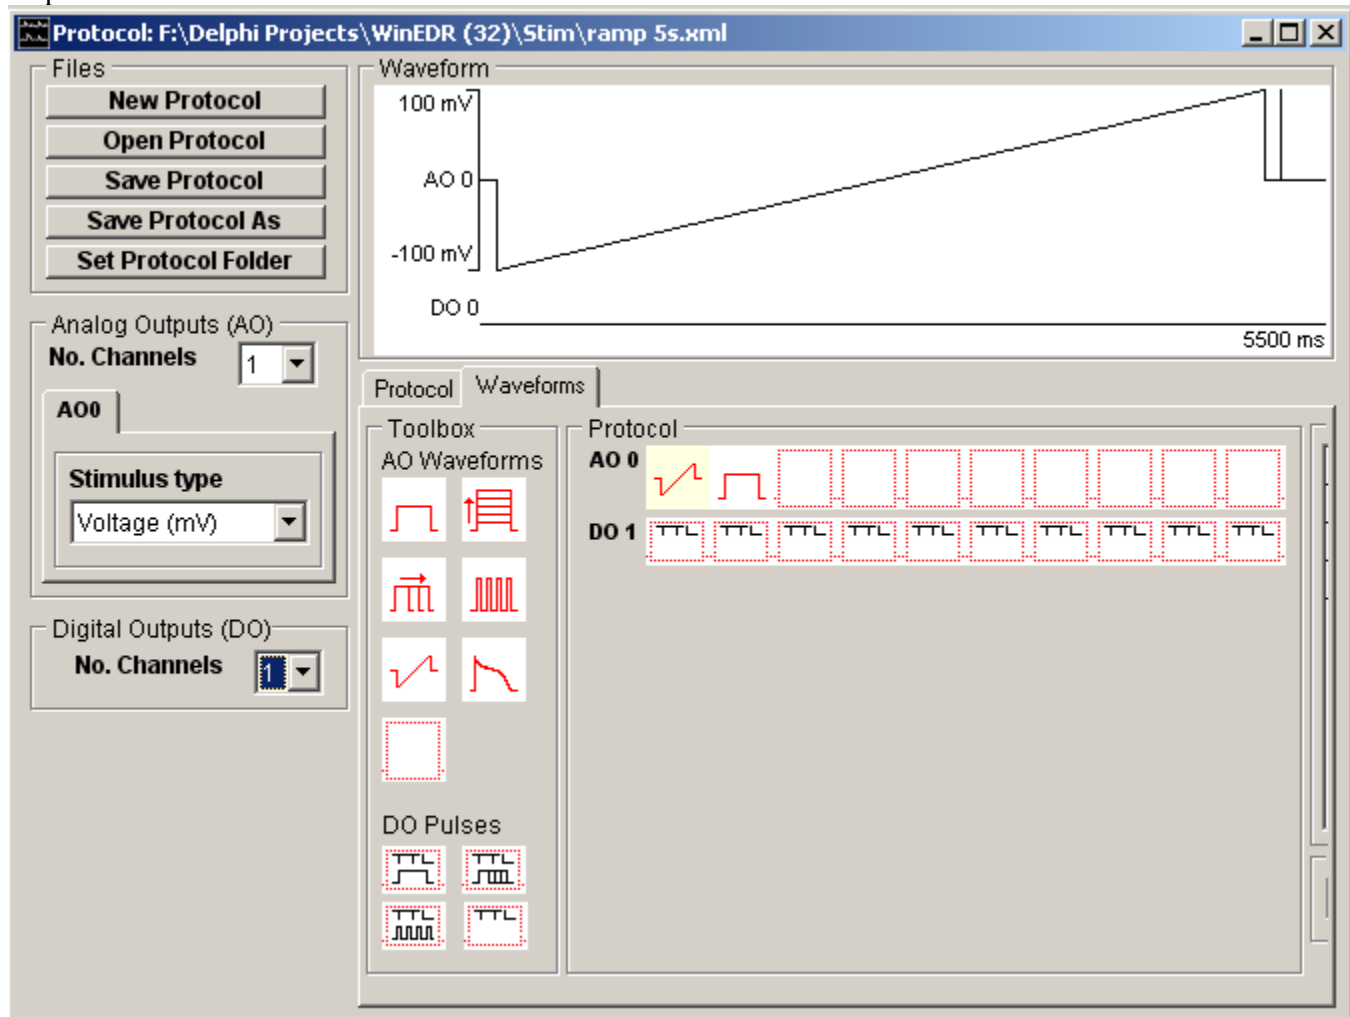 Protocol: F:\Delphi Projects\WinEDR (32)\Stim\ramp 5s.xml
Files
New Protocol
Open Protocol
Save Protocol
Save Protocol As
Set Protocol Folder
Analog Outputs (AO)
No. Channels 1
AO0
Stimulus type
Voltage (mV)
Digital Outputs (DO)
No. Channels 1
Waveform
100 mV
AO 0
-100 mV
DO 0
5500 ms
Protocol Waveforms
Toolbox
AO Waveforms
DO Pulses
TTL TTL
TTL TTL
Protocol
AO 0
DO 1 TTL TTL TTL TTL TTL TTL TTL TTL TTL TTL